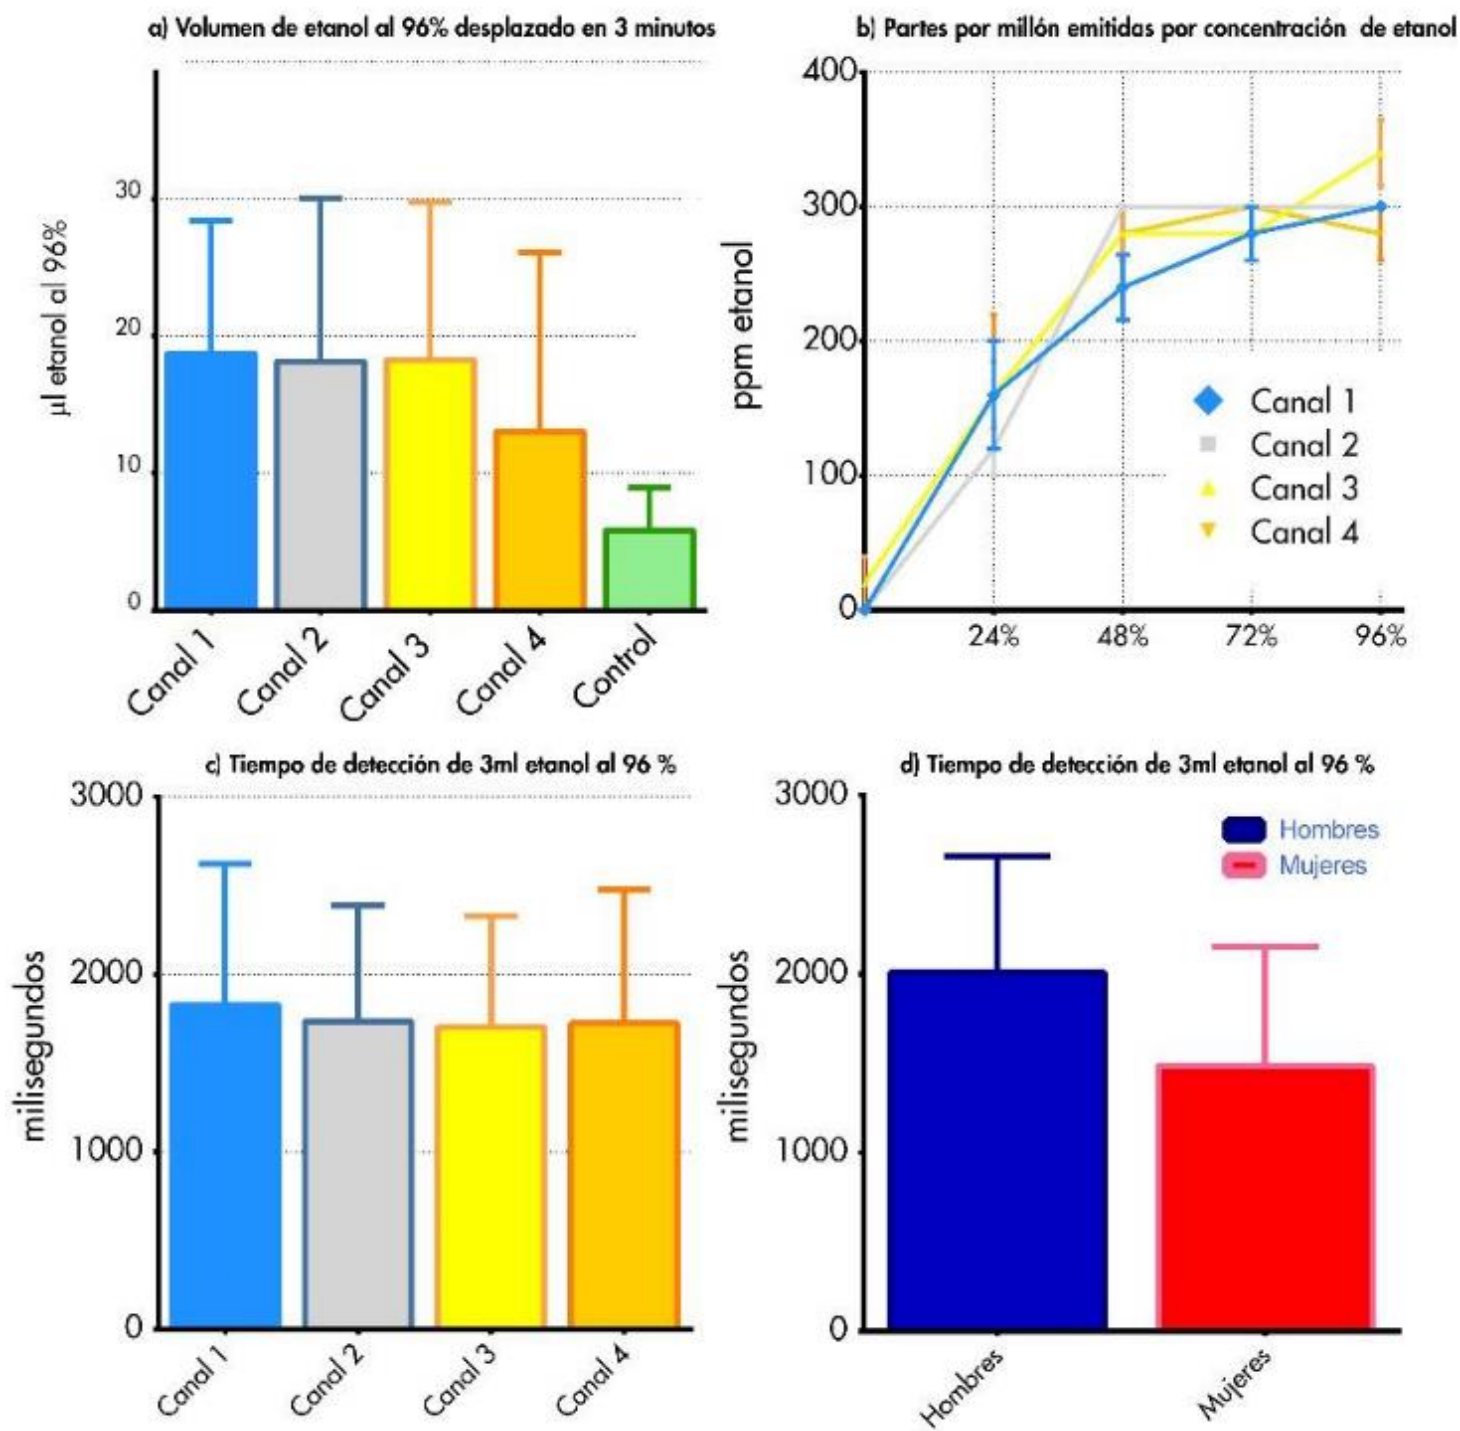 a) Volumen de etanol al 96% desplazado en 3 minutos
30
20
10
0
µl etanol al 96%
Canal 1
Canal 2
Canal 3
Canal 4
Control
b) Partes por millón emitidas por concentración de etanol
400
300
200
100
0
ppm etanol
24%
48%
72%
96%
Canal 1
Canal 2
Canal 3
Canal 4
c) Tiempo de detección de 3ml etanol al 96 %
3000
2000
1000
0
milisegundos
Canal 1
Canal 2
Canal 3
Canal 4
d) Tiempo de detección de 3ml etanol al 96 %
3000
2000
1000
0
milisegundos
Hombres
Mujeres
Hombres
Mujeres